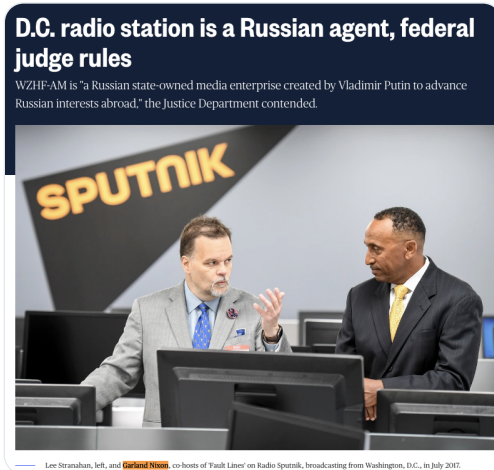 D.C. radio station is a Russian agent, federal
judge rules
WZHF-AM is "a Russian state-owned media enterprise created by Vladimir Putin to advance
Russian interests abroad," the Justice Department contended.
SPUTNIK
Lee Stranahan, left, and Garland Nixon, co-hosts of 'Fault Lines' on Radio Sputnik, broadcasting from Washington, D.C., in July 2017.